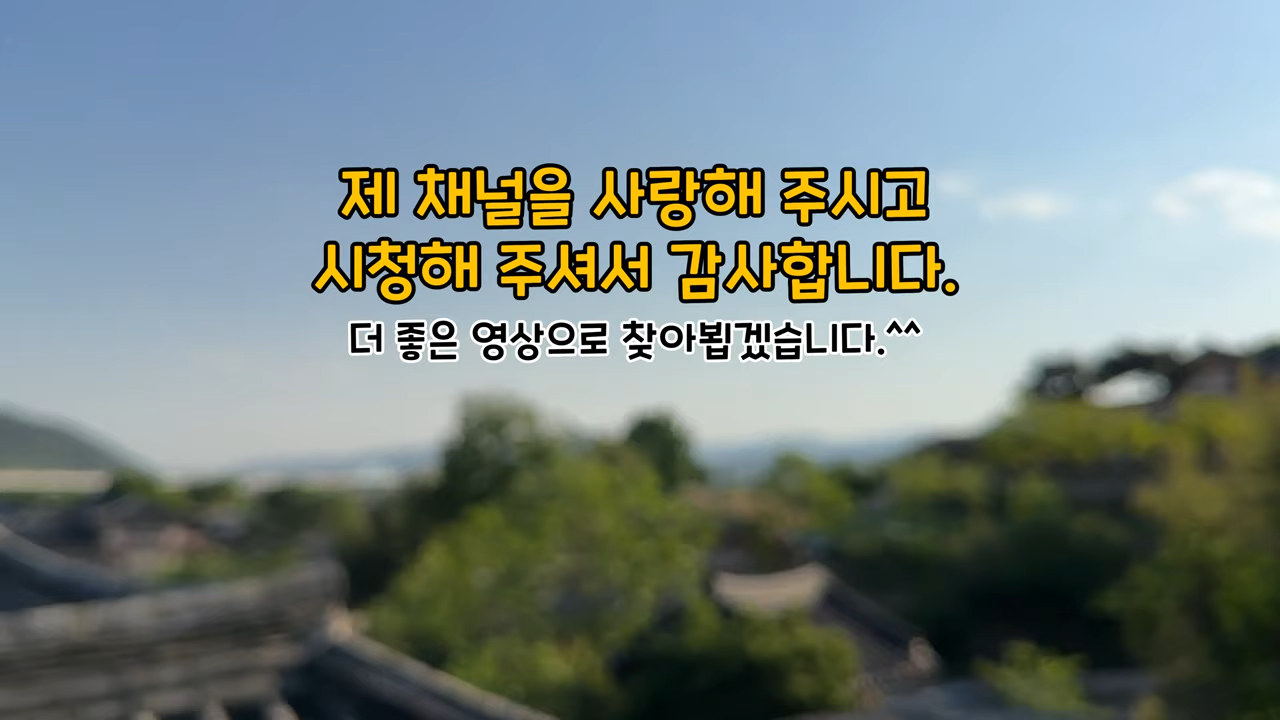 제 채널을 사랑해 주시고
시청해 주셔서 감사합니다.
더 좋은 영상으로 찾아뵙겠습니다.^^